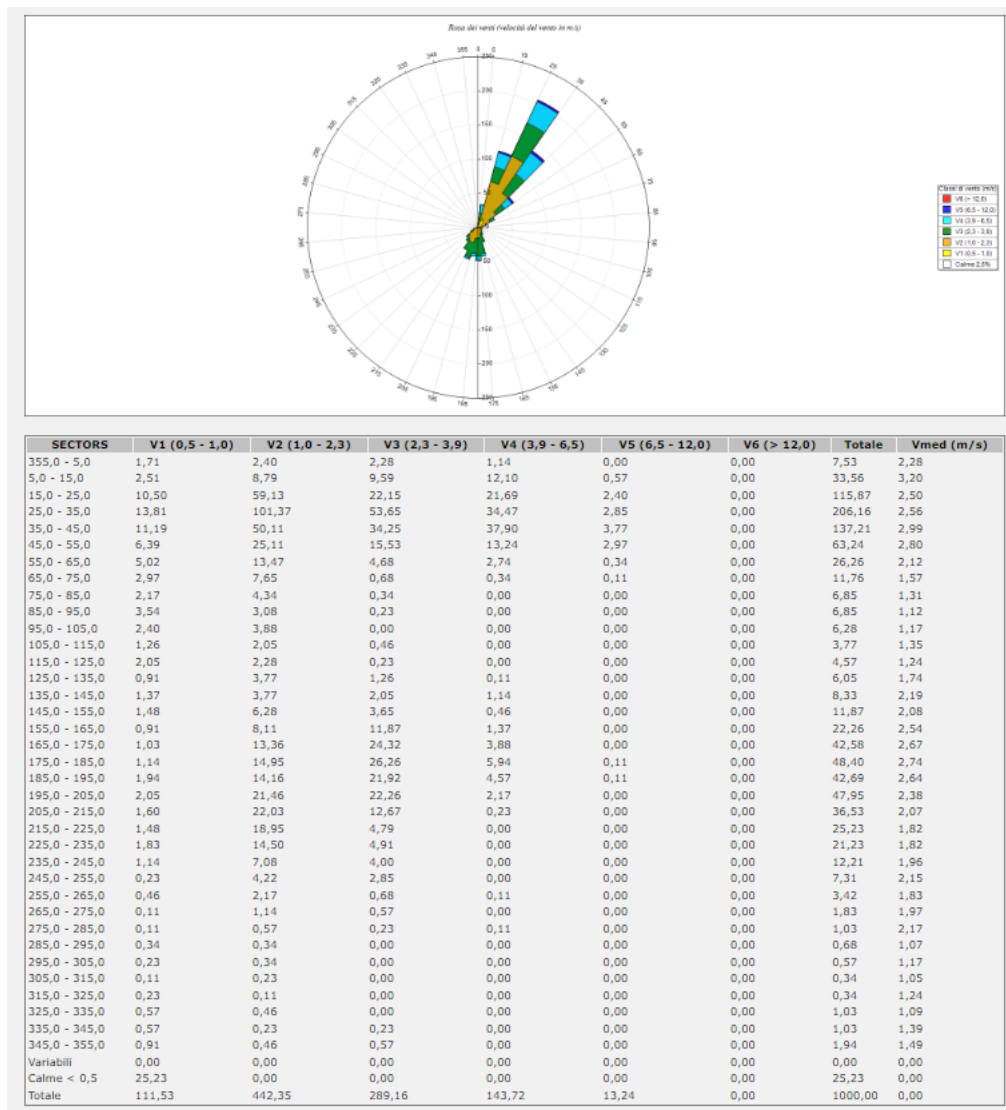 Rosa dei venti (velocità del vento in m/s)
Classi di vento (m/s)
V6 (> 12,0)
V5 (6,5 - 12,0)
V4 (3,9 - 6,5)
V3 (2,3 - 3,9)
V2 (1,0 - 2,3)
V1 (0,5 - 1,0)
Calme 2,5%
SECTORS V1 (0,5 - 1,0) V2 (1,0 - 2,3) V3 (2,3 - 3,9) V4 (3,9 - 6,5) V5 (6,5 - 12,0) V6 (> 12,0) Totale Vmed (m/s)
355,0 - 5,0 1,71 2,40 2,28 1,14 0,00 0,00 7,53 2,28
5,0 - 15,0 2,51 8,79 9,59 12,10 0,57 0,00 33,56 3,20
15,0 - 25,0 10,50 59,13 22,15 21,69 2,40 0,00 115,87 2,50
25,0 - 35,0 13,81 101,37 53,65 34,47 2,85 0,00 206,16 2,56
35,0 - 45,0 11,19 50,11 34,25 37,90 3,77 0,00 137,21 2,99
45,0 - 55,0 6,39 25,11 15,53 13,24 2,97 0,00 63,24 2,80
55,0 - 65,0 5,02 13,47 4,68 2,74 0,34 0,00 26,26 2,12
65,0 - 75,0 2,97 7,65 0,68 0,34 0,11 0,00 11,76 1,57
75,0 - 85,0 2,17 4,34 0,34 0,00 0,00 0,00 6,85 1,31
85,0 - 95,0 3,54 3,08 0,23 0,00 0,00 0,00 6,85 1,12
95,0 - 105,0 2,40 3,88 0,00 0,00 0,00 0,00 6,28 1,17
105,0 - 115,0 1,26 2,05 0,46 0,00 0,00 0,00 3,77 1,35
115,0 - 125,0 2,05 2,28 0,23 0,00 0,00 0,00 4,57 1,24
125,0 - 135,0 0,91 3,77 1,26 0,11 0,00 0,00 6,05 1,74
135,0 - 145,0 1,37 3,77 2,05 1,14 0,00 0,00 8,33 2,19
145,0 - 155,0 1,48 6,28 3,65 0,46 0,00 0,00 11,87 2,08
155,0 - 165,0 0,91 8,11 11,87 1,37 0,00 0,00 22,26 2,54
165,0 - 175,0 1,03 13,36 24,32 3,88 0,00 0,00 42,58 2,67
175,0 - 185,0 1,14 14,95 26,26 5,94 0,11 0,00 48,40 2,74
185,0 - 195,0 1,94 14,16 21,92 4,57 0,11 0,00 42,69 2,64
195,0 - 205,0 2,05 21,46 22,26 2,17 0,00 0,00 47,95 2,38
205,0 - 215,0 1,60 22,03 12,67 0,23 0,00 0,00 36,53 2,07
215,0 - 225,0 1,48 18,95 4,79 0,00 0,00 0,00 25,23 1,82
225,0 - 235,0 1,83 14,50 4,91 0,00 0,00 0,00 21,23 1,82
235,0 - 245,0 1,14 7,08 4,00 0,00 0,00 0,00 12,21 1,96
245,0 - 255,0 0,23 4,22 2,85 0,00 0,00 0,00 7,31 2,15
255,0 - 265,0 0,46 2,17 0,68 0,11 0,00 0,00 3,42 1,83
265,0 - 275,0 0,11 1,14 0,57 0,00 0,00 0,00 1,83 1,97
275,0 - 285,0 0,11 0,57 0,23 0,11 0,00 0,00 1,03 2,17
285,0 - 295,0 0,34 0,34 0,00 0,00 0,00 0,00 0,68 1,07
295,0 - 305,0 0,23 0,34 0,00 0,00 0,00 0,00 0,57 1,17
305,0 - 315,0 0,11 0,23 0,00 0,00 0,00 0,00 0,34 1,05
315,0 - 325,0 0,23 0,11 0,00 0,00 0,00 0,00 0,34 1,24
325,0 - 335,0 0,57 0,46 0,00 0,00 0,00 0,00 1,03 1,09
335,0 - 345,0 0,57 0,23 0,23 0,00 0,00 0,00 1,03 1,39
345,0 - 355,0 0,91 0,46 0,57 0,00 0,00 0,00 1,94 1,49
Variabili 0,00 0,00 0,00 0,00 0,00 0,00 0,00 0,00
Calme < 0,5 25,23 0,00 0,00 0,00 0,00 0,00 25,23 0,00
Totale 111,53 442,35 289,16 143,72 13,24 0,00 1000,00 0,00